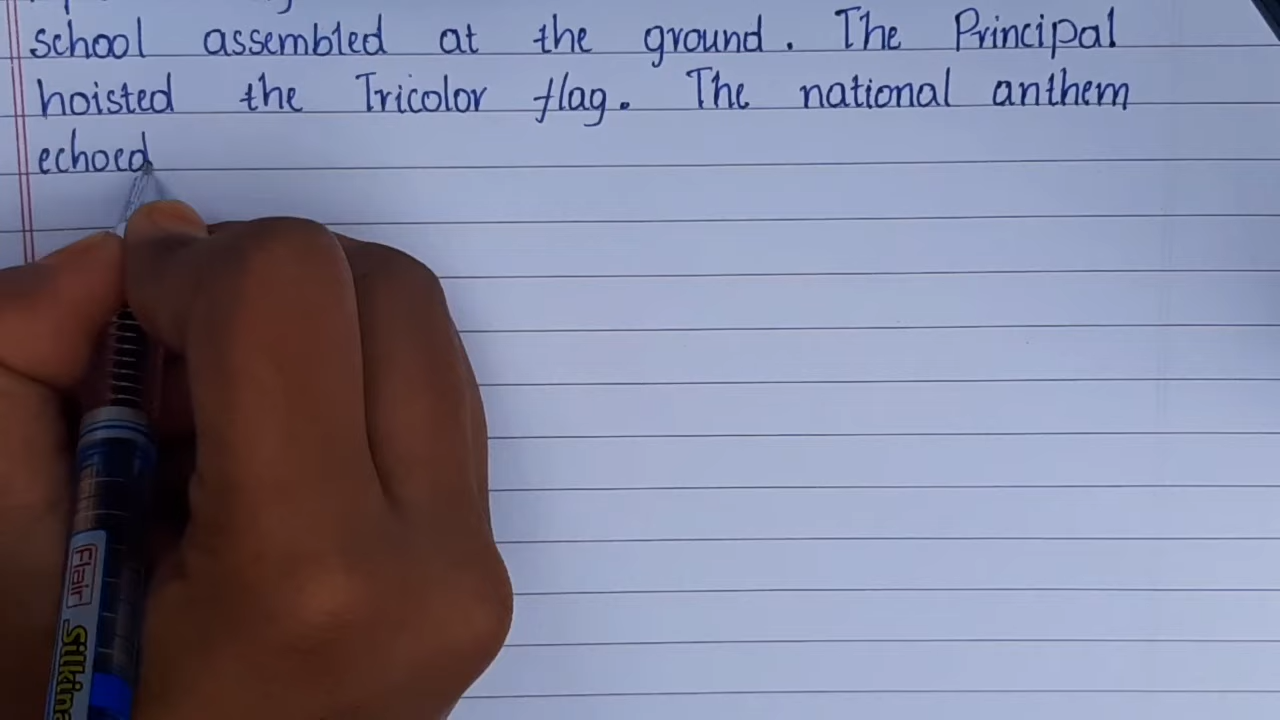 school assembled at the ground. The Principal
hoisted the Tricolor flag. The national anthem
echoed
Flair